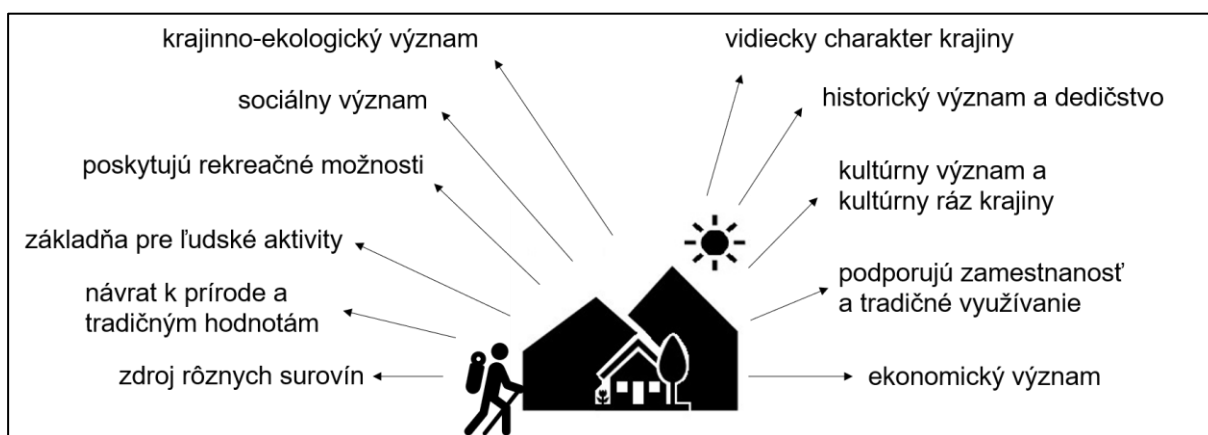 krajinno-ekologický význam
sociálny význam
poskytujú rekreačné možnosti
základňa pre ľudské aktivity
návrat k prírode a
tradičným hodnotám
zdroj rôznych surovín
vidiecky charakter krajiny
historický význam a dedičstvo
kultúrny význam a
kultúrny ráz krajiny
podporujú zamestnanosť
a tradičné využívanie
ekonomický význam